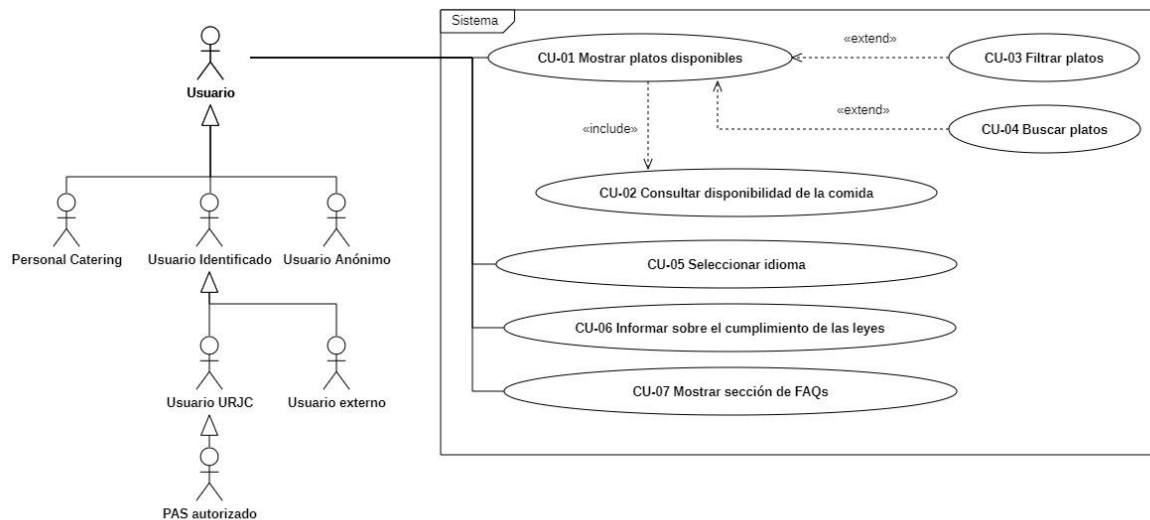 Sistema
CU-01 Mostrar platos disponibles
«extend»
CU-03 Filtrar platos
Usuario
«extend»
CU-04 Buscar platos
«include»
CU-02 Consultar disponibilidad de la comida
Personal Catering
Usuario Identificado
Usuario Anónimo
CU-05 Seleccionar idioma
CU-06 Informar sobre el cumplimiento de las leyes
CU-07 Mostrar sección de FAQs
Usuario URJC
Usuario externo
PAS autorizado